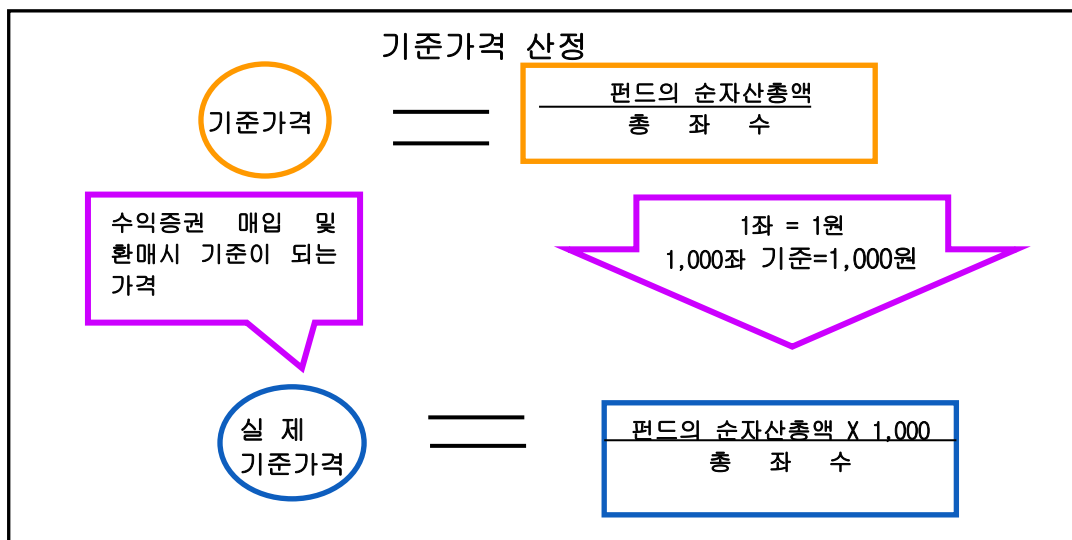 기준가격 산정
기준가격
펀드의 순자산총액
총 좌 수
수익증권 매입 및
환매시 기준이 되는
가격
1좌 = 1원
1,000좌 기준=1,000원
실 제
기준가격
펀드의 순자산총액 X 1,000
총 좌 수